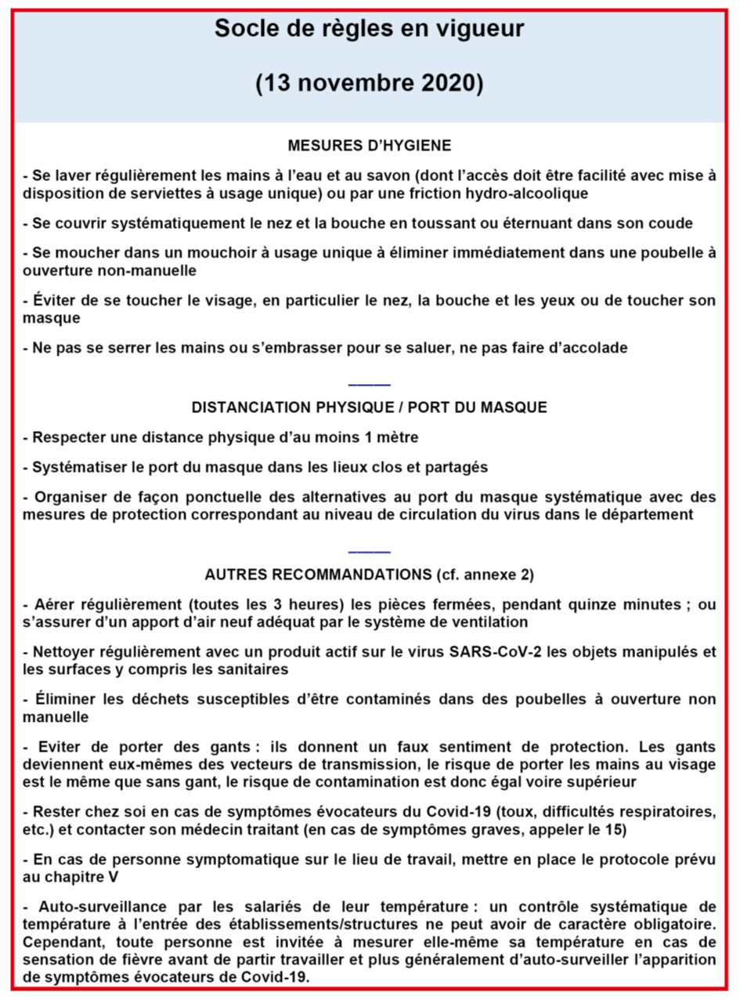 Socle de règles en vigueur
(13 novembre 2020)
MESURES D’HYGIENE
- Se laver régulièrement les mains à l’eau et au savon (dont l’accès doit être facilité avec mise à
disposition de serviettes à usage unique) ou par une friction hydro-alcoolique
- Se couvrir systématiquement le nez et la bouche en toussant ou éternuant dans son coude
- Se moucher dans un mouchoir à usage unique à éliminer immédiatement dans une poubelle à
ouverture non-manuelle
- Éviter de se toucher le visage, en particulier le nez, la bouche et les yeux ou de toucher son
masque
- Ne pas se serrer les mains ou s’embrasser pour se saluer, ne pas faire d’accolade
DISTANCIATION PHYSIQUE / PORT DU MASQUE
- Respecter une distance physique d’au moins 1 mètre
- Systématiser le port du masque dans les lieux clos et partagés
- Organiser de façon ponctuelle des alternatives au port du masque systématique avec des
mesures de protection correspondant au niveau de circulation du virus dans le département
AUTRES RECOMMANDATIONS (cf. annexe 2)
- Aérer régulièrement (toutes les 3 heures) les pièces fermées, pendant quinze minutes ; ou
s’assurer d’un apport d’air neuf adéquat par le système de ventilation
- Nettoyer régulièrement avec un produit actif sur le virus SARS-CoV-2 les objets manipulés et
les surfaces y compris les sanitaires
- Éliminer les déchets susceptibles d’être contaminés dans des poubelles à ouverture non
manuelle
- Eviter de porter des gants : ils donnent un faux sentiment de protection. Les gants
deviennent eux-mêmes des vecteurs de transmission, le risque de porter les mains au visage
est le même que sans gant, le risque de contamination est donc égal voire supérieur
- Rester chez soi en cas de symptômes évocateurs du Covid-19 (toux, difficultés respiratoires,
etc.) et contacter son médecin traitant (en cas de symptômes graves, appeler le 15)
- En cas de personne symptomatique sur le lieu de travail, mettre en place le protocole prévu
au chapitre V
- Auto-surveillance par les salariés de leur température : un contrôle systématique de
température à l’entrée des établissements/structures ne peut avoir de caractère obligatoire.
Cependant, toute personne est invitée à mesurer elle-même sa température en cas de
sensation de fièvre avant de partir travailler et plus généralement d’auto-surveiller l’apparition
de symptômes évocateurs de Covid-19.